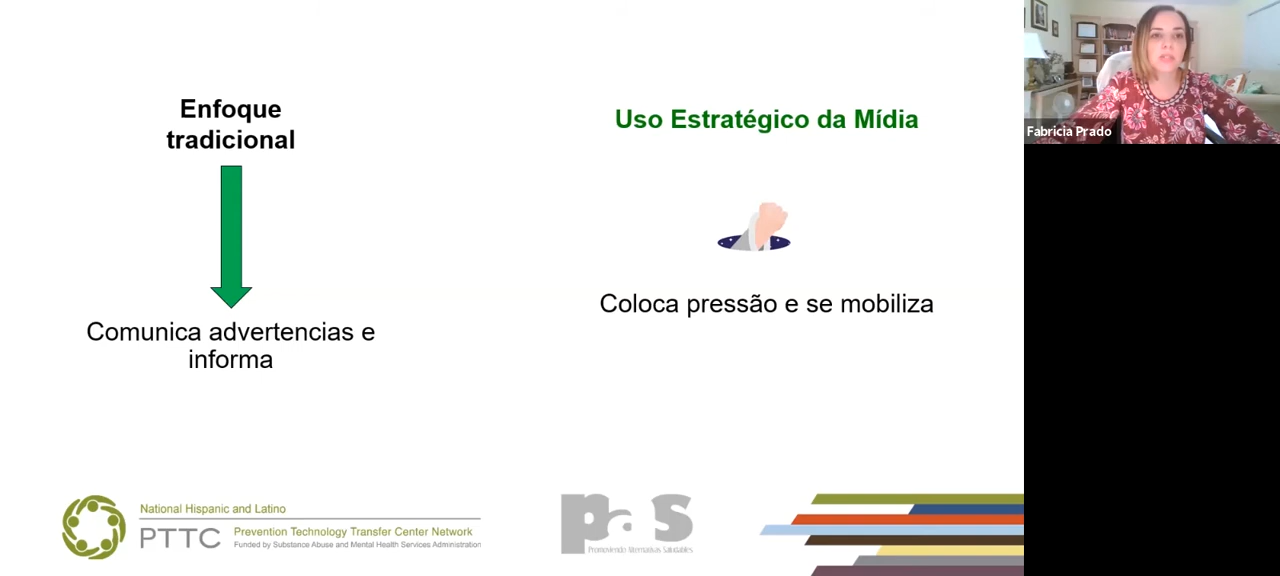 Enfoque
tradicional
Comunica advertencias e
informa
Uso Estratégico da Mídia
Coloca pressão e se mobiliza
Fabricia Prado
National Hispanic and Latino
PTTC
Prevention Technology Transfer Center Network
Funded by Substance Abuse and Mental Health Services Administration
pas
Promoviendo Alternativas Saludables